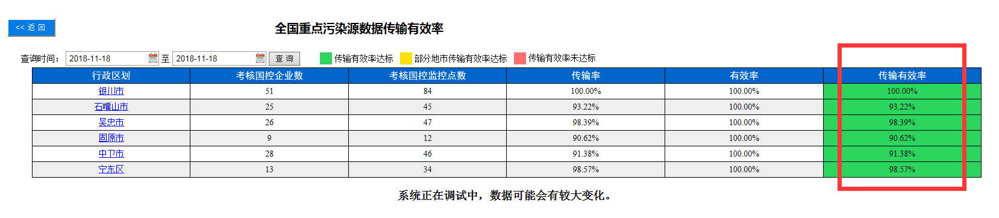 << 返 回
全国重点污染源数据传输有效率
查询时间： 2018-11-18 至 2018-11-18 查 询 传输有效率达标 部分地市传输有效率达标 传输有效率未达标
行政区划 考核国控企业数 考核国控监控点数 传输率 有效率 传输有效率
银川市 51 84 100.00% 100.00% 100.00%
石嘴山市 25 45 93.22% 100.00% 93.22%
吴忠市 26 47 98.39% 100.00% 98.39%
固原市 9 12 90.62% 100.00% 90.62%
中卫市 28 46 91.38% 100.00% 91.38%
宁东区 13 34 98.57% 100.00% 98.57%
系统正在调试中，数据可能会有较大变化。